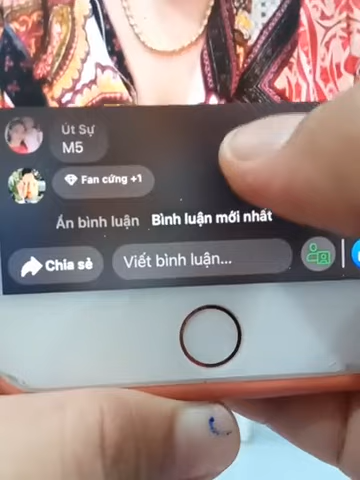 Út Sự
M5
Fan cứng +1
Ẩn bình luận Bình luận mới nhất
Chia sẻ Viết bình luận...